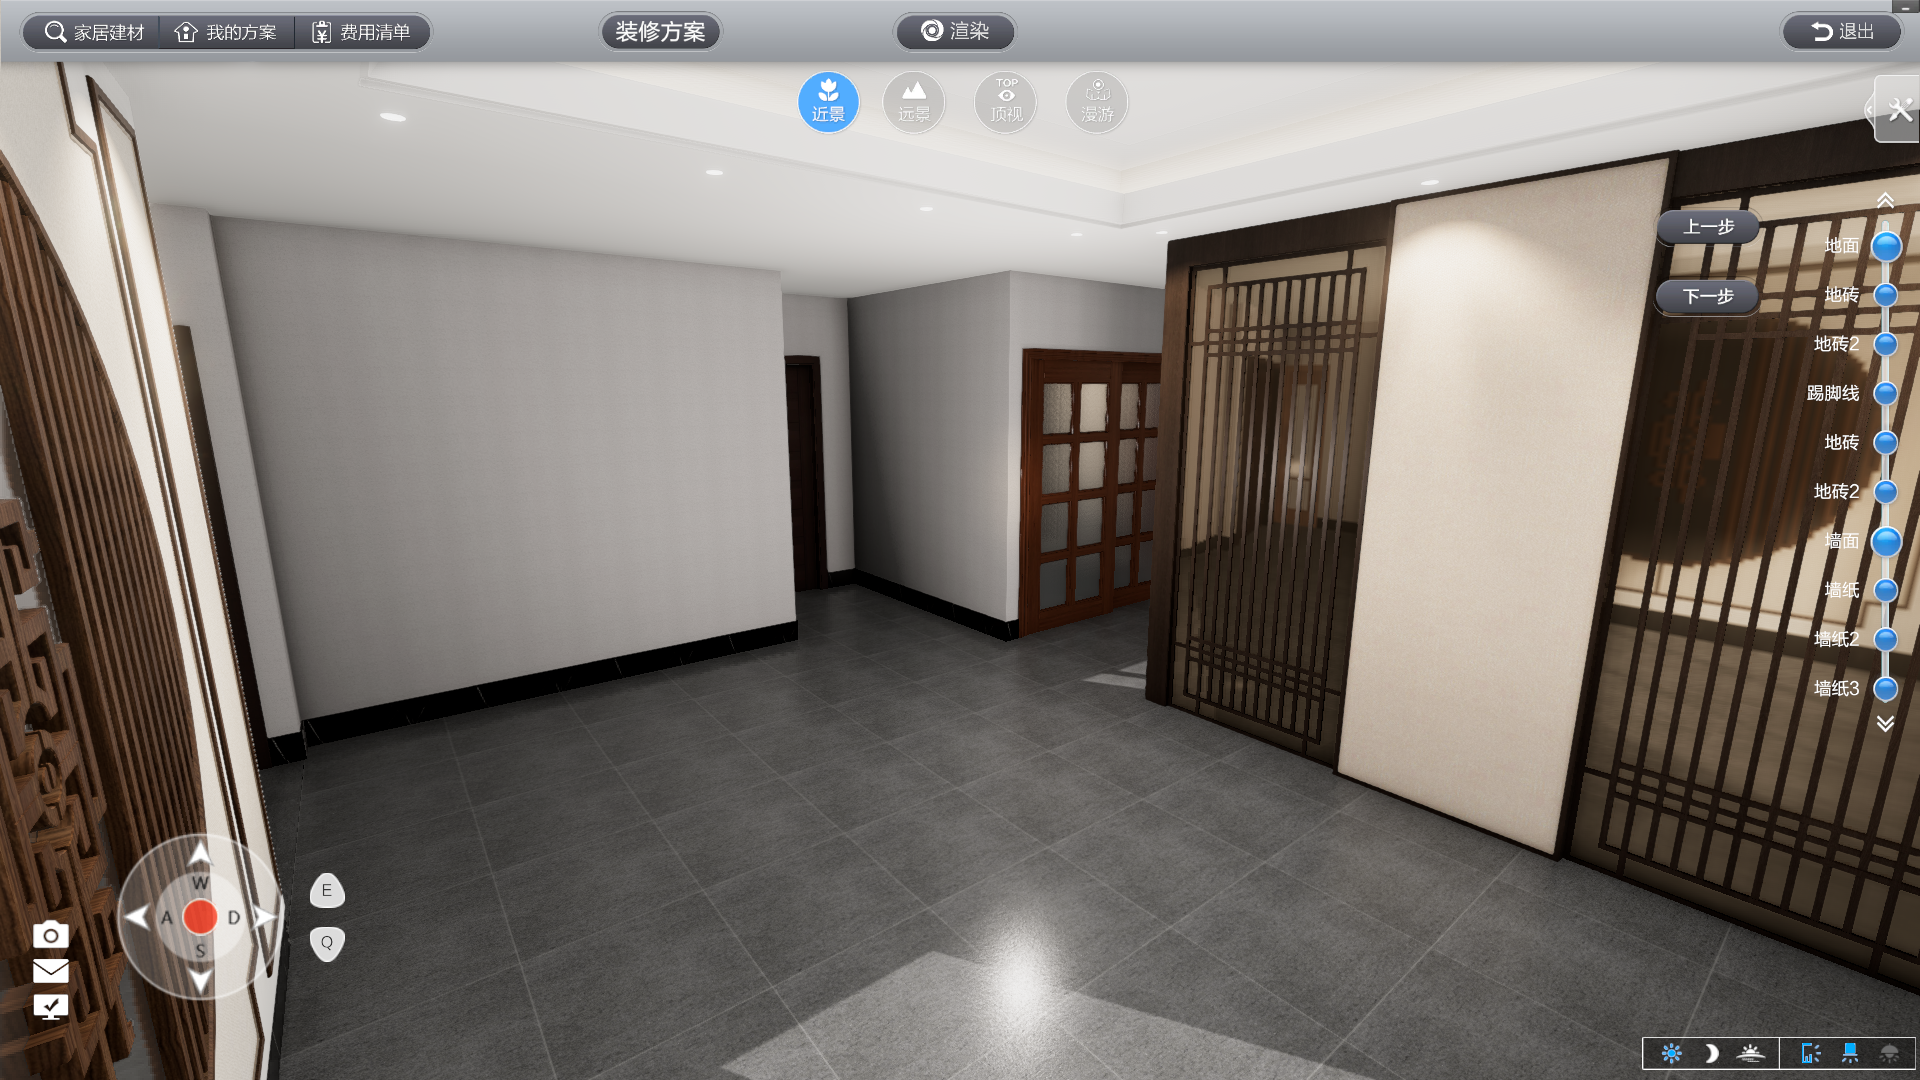 家居建材 我的方案 费用清单 装修方案 渲染 退出
近景 远景 TOP 顶视 漫游
上一步
下一步
地面
地砖
地砖2
踢脚线
地砖
地砖2
墙面
墙纸
墙纸2
墙纸3
W
A D
S
E
Q